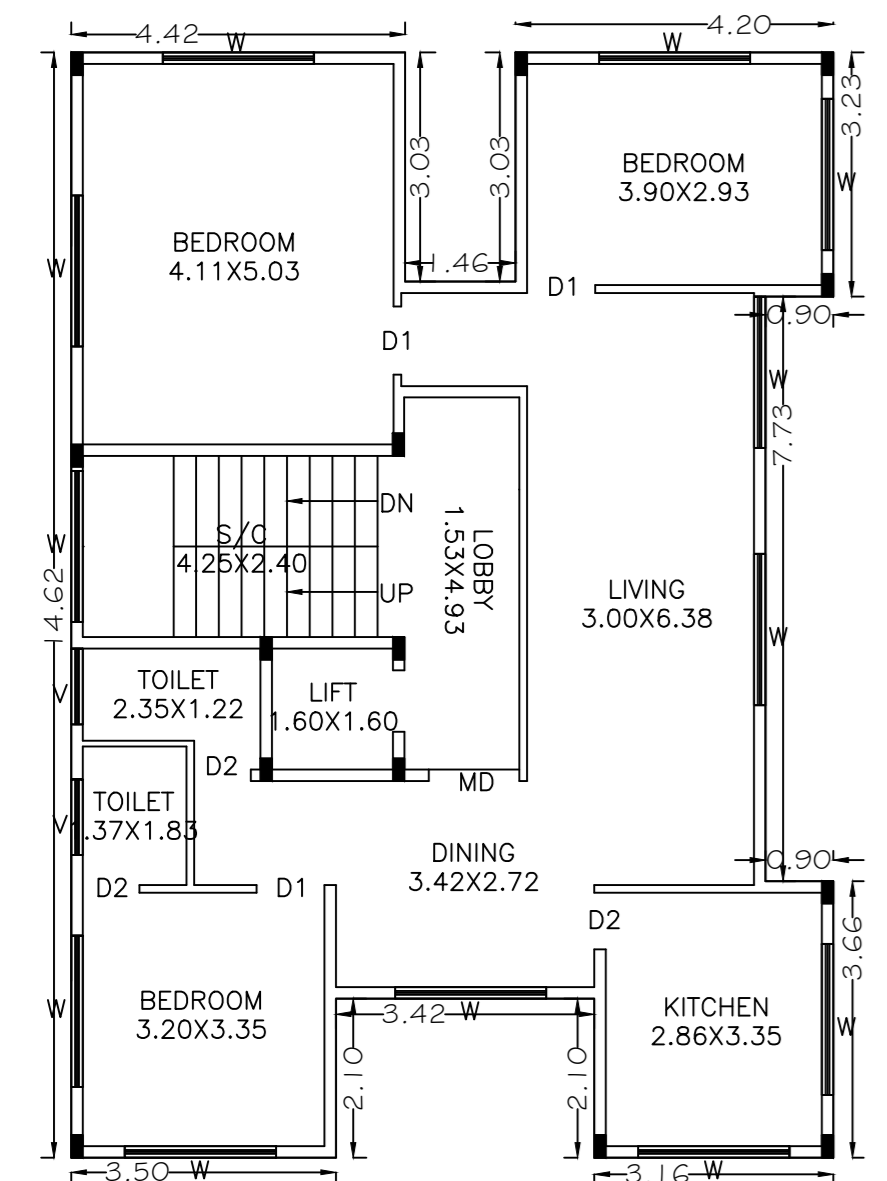 4.42
W
4.20
W
3.03
3.03
3.23
BEDROOM
3.90X2.93
W
BEDROOM
4.11X5.03
W
1.46
D1
0.90
D1
W
7.73
DN
S/C
4.25X2.40
W
UP
LOBBY
1.53X4.93
14.62
LIVING
3.00X6.38
W
TOILET
2.35X1.22
V
LIFT
1.60X1.60
D2
MD
TOILET
.37X1.83
V
DINING
3.42X2.72
0.90
D2
D1
D2
3.66
BEDROOM
3.20X3.35
W
KITCHEN
2.86X3.35
W
3.42
W
2.10
2.10
3.50
W
3.16
W